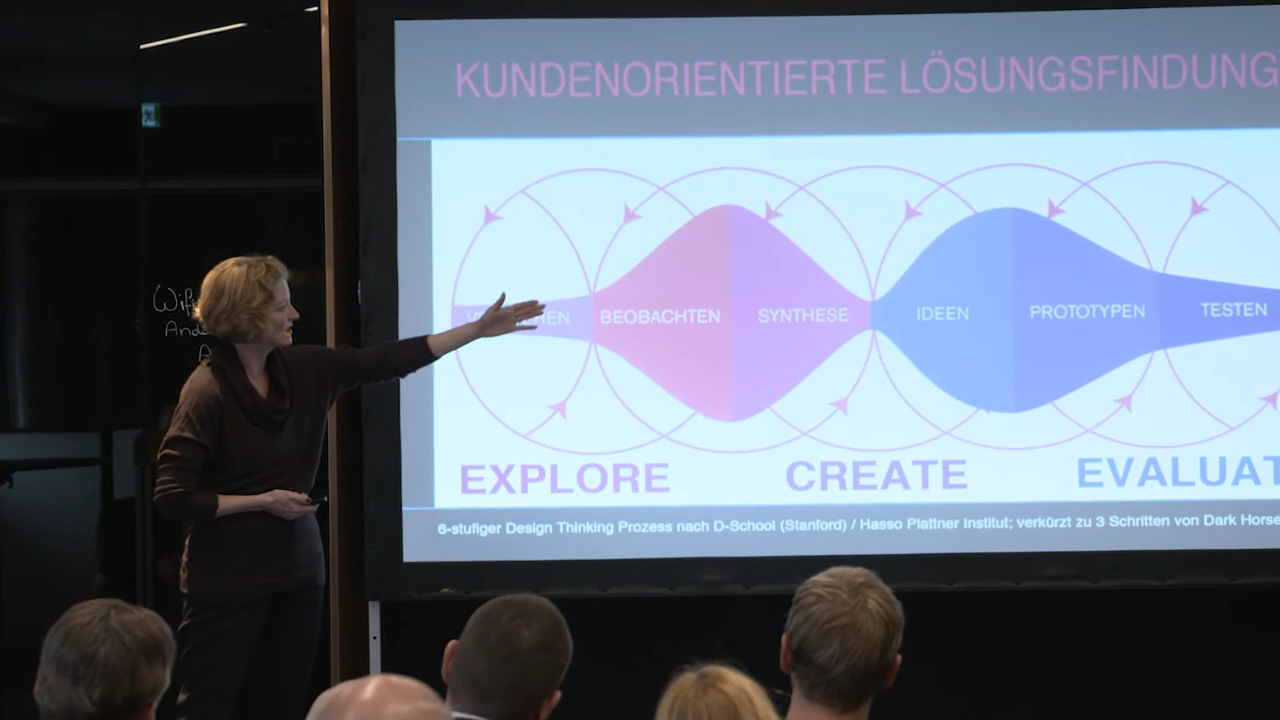 KUNDENORIENTIERTE LÖSUNGSFINDUNG
BEOBACHTEN
SYNTHESE
IDEEN
PROTOTYPEN
TESTEN
EXPLORE
CREATE
EVALUAT
6-stufiger Design Thinking Prozess nach D-School (Stanford) / Hasso Plattner Institut; verkürzt zu 3 Schritten von Dark Horse